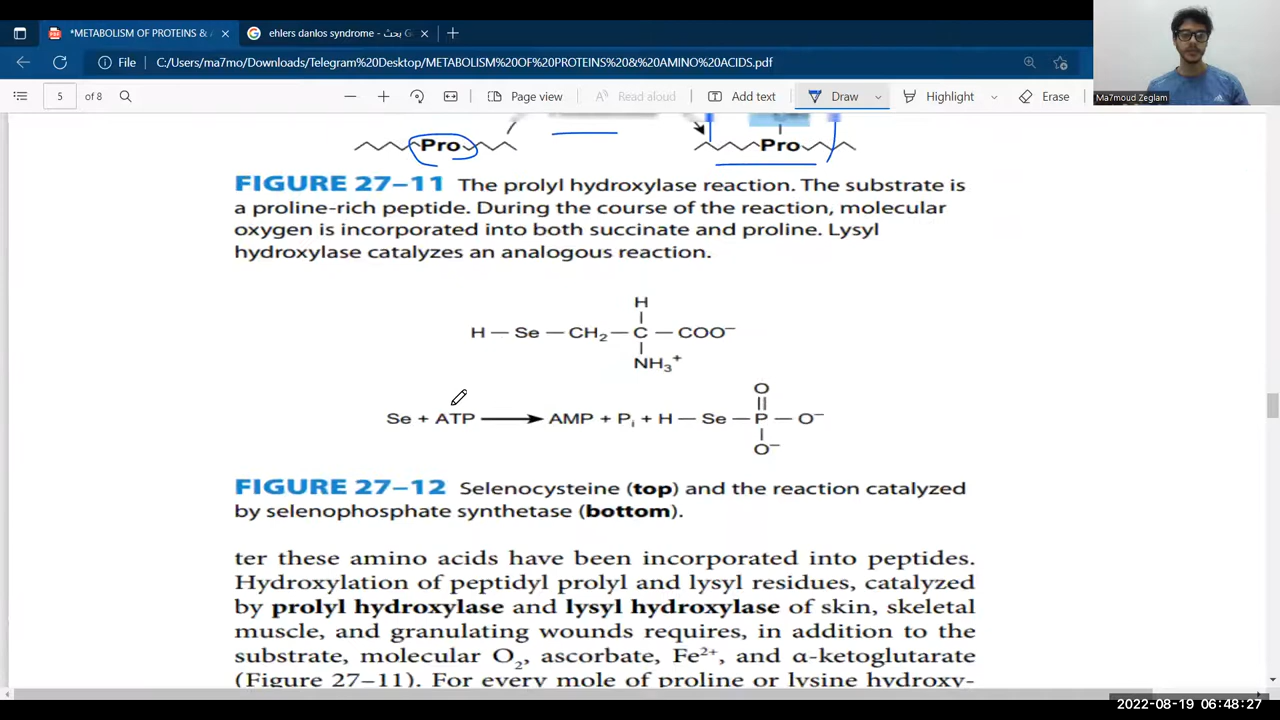 *METABOLISM OF PROTEINS & A
ehlers danlos syndrome - بحث G
File C:/Users/ma7mo/Downloads/Telegram%20Desktop/METABOLISM%20OF%20PROTEINS%20&%20AMINO%20ACIDS.pdf
5 of 8 Page view Read aloud Add text Draw Highlight Erase
Ma7moud Zeglam
Pro Pro
FIGURE 27–11 The prolyl hydroxylase reaction. The substrate is
a proline-rich peptide. During the course of the reaction, molecular
oxygen is incorporated into both succinate and proline. Lysyl
hydroxylase catalyzes an analogous reaction.
H
H — Se — CH₂ — C — COO⁻
NH₃⁺
O
Se + ATP ⟶ AMP + Pᵢ + H — Se — P — O⁻
O⁻
FIGURE 27–12 Selenocysteine (top) and the reaction catalyzed
by selenophosphate synthetase (bottom).
ter these amino acids have been incorporated into peptides.
Hydroxylation of peptidyl prolyl and lysyl residues, catalyzed
by prolyl hydroxylase and lysyl hydroxylase of skin, skeletal
muscle, and granulating wounds requires, in addition to the
substrate, molecular O₂, ascorbate, Fe²⁺, and α-ketoglutarate
(Figure 27–11). For every mole of proline or lysine hydroxy-
2022-08-19 06:48:27